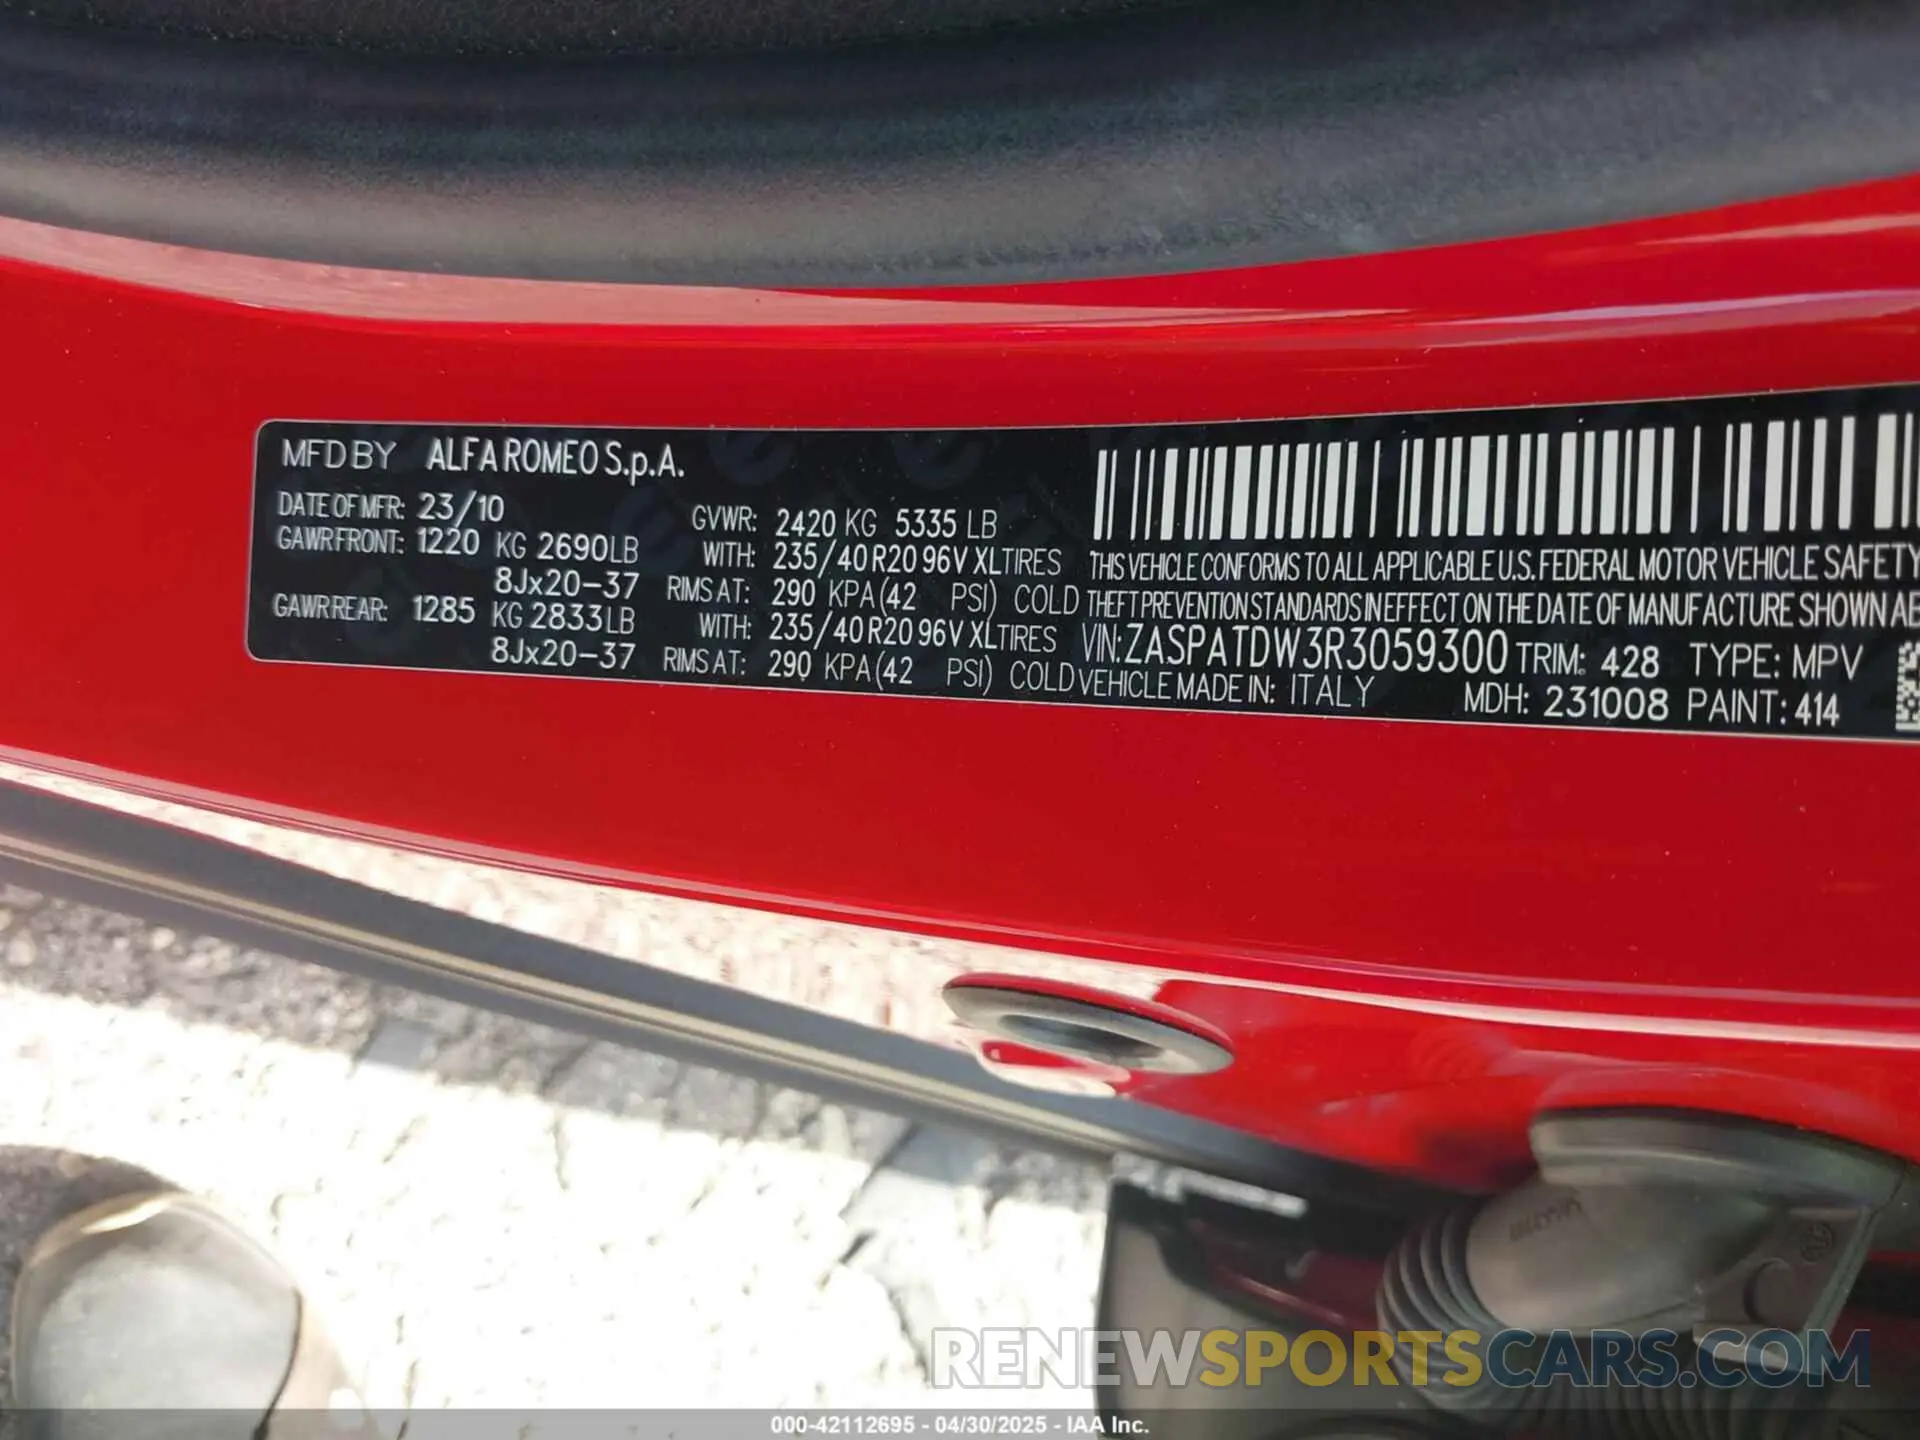 MFD BY ALFA ROMEO S.p.A.
DATE OF MFR: 23/10 GVWR: 2420 KG 5335 LB
GAWR FRONT: 1220 KG 2690LB WITH: 235/40 R20 96V XL TIRES
8Jx20-37 RIMS AT: 290 KPA(42 PSI) COLD
GAWR REAR: 1285 KG 2833LB WITH: 235/40 R20 96V XL TIRES
8Jx20-37 RIMS AT: 290 KPA(42 PSI) COLD
THIS VEHICLE CONFORMS TO ALL APPLICABLE U.S. FEDERAL MOTOR VEHICLE SAFETY
THEFT PREVENTION STANDARDS IN EFFECT ON THE DATE OF MANUFACTURE SHOWN AB
VIN: ZASPATDW3R3059300 TRIM: 428 TYPE: MPV
VEHICLE MADE IN: ITALY MDH: 231008 PAINT: 414
RENEWSPORTSCARS.COM
000-42112695 - 04/30/2025 - IAA Inc.